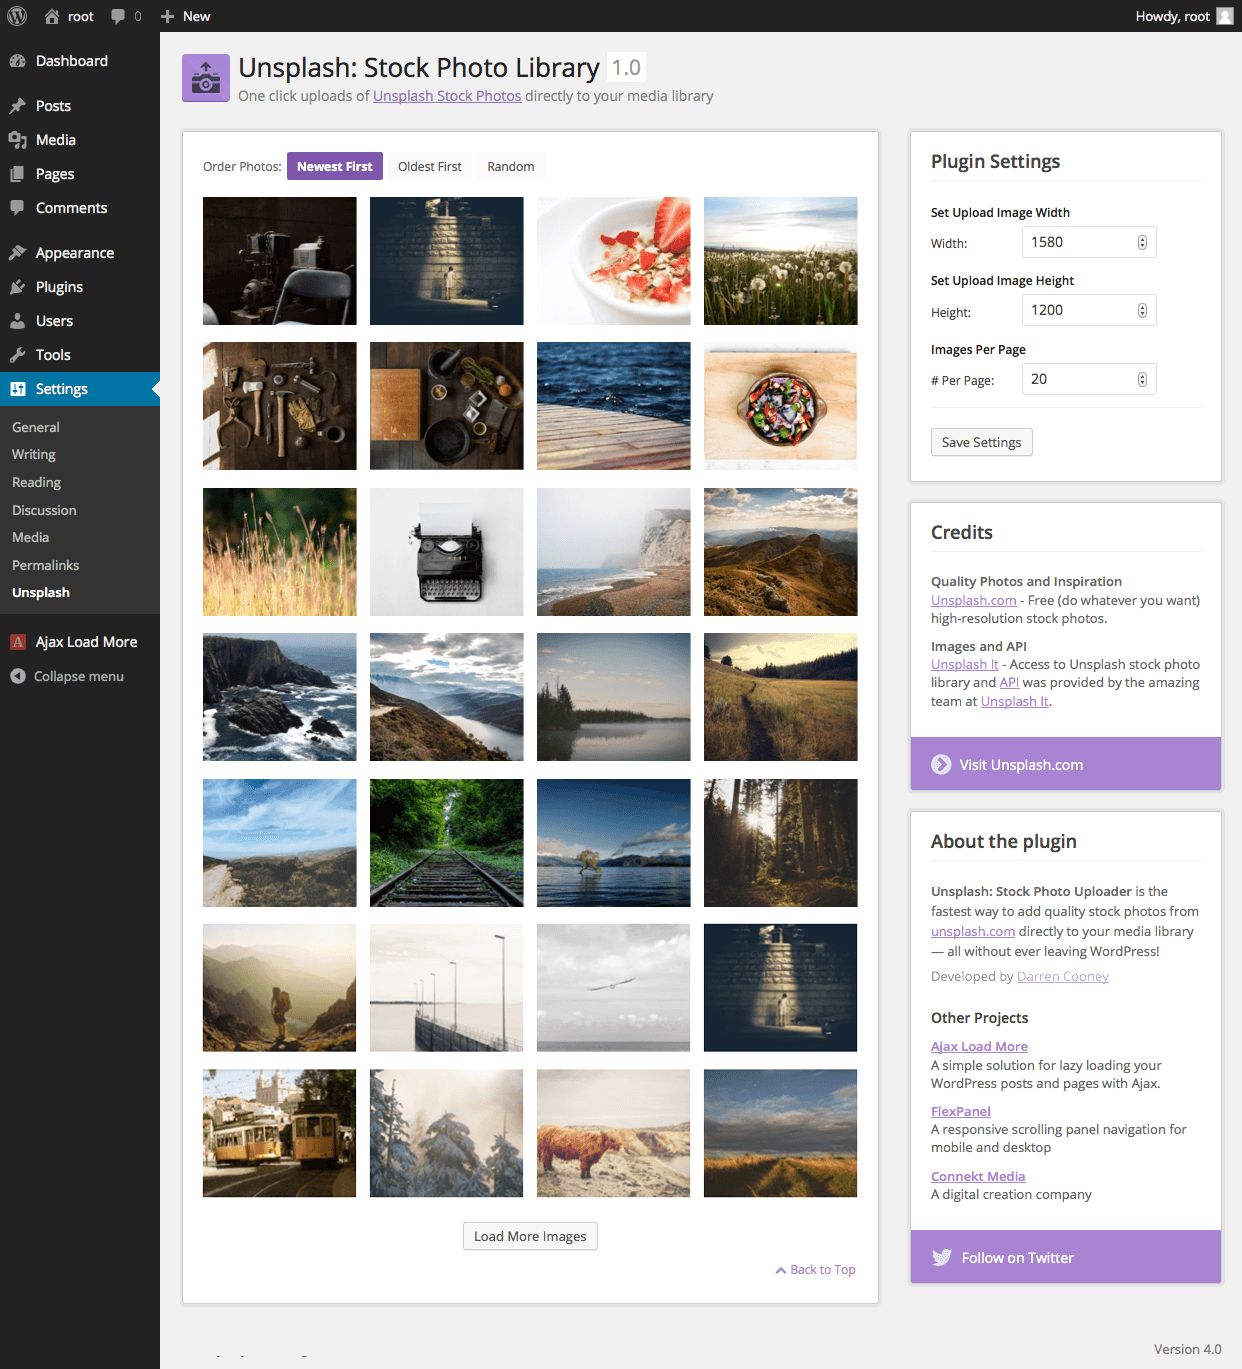 root
0
New
Howdy, root
Dashboard
Posts
Media
Pages
Comments
Appearance
Plugins
Users
Tools
Settings
General
Writing
Reading
Discussion
Media
Permalinks
Unsplash
Ajax Load More
Collapse menu
Unsplash: Stock Photo Library 1.0
One click uploads of Unsplash Stock Photos directly to your media library
Order Photos: Newest First Oldest First Random
Load More Images
Back to Top
Plugin Settings
Set Upload Image Width
Width: 1580
Set Upload Image Height
Height: 1200
Images Per Page
# Per Page: 20
Save Settings
Credits
Quality Photos and Inspiration
Unsplash.com - Free (do whatever you want)
high-resolution stock photos.
Images and API
Unsplash It - Access to Unsplash stock photo
library and API was provided by the amazing
team at Unsplash It.
Visit Unsplash.com
About the plugin
Unsplash: Stock Photo Uploader is the
fastest way to add quality stock photos from
unsplash.com directly to your media library
— all without ever leaving WordPress!
Developed by Darren Cooney
Other Projects
Ajax Load More
A simple solution for lazy loading your
WordPress posts and pages with Ajax.
FlexPanel
A responsive scrolling panel navigation for
mobile and desktop
Connekt Media
A digital creation company
Follow on Twitter
Version 4.0